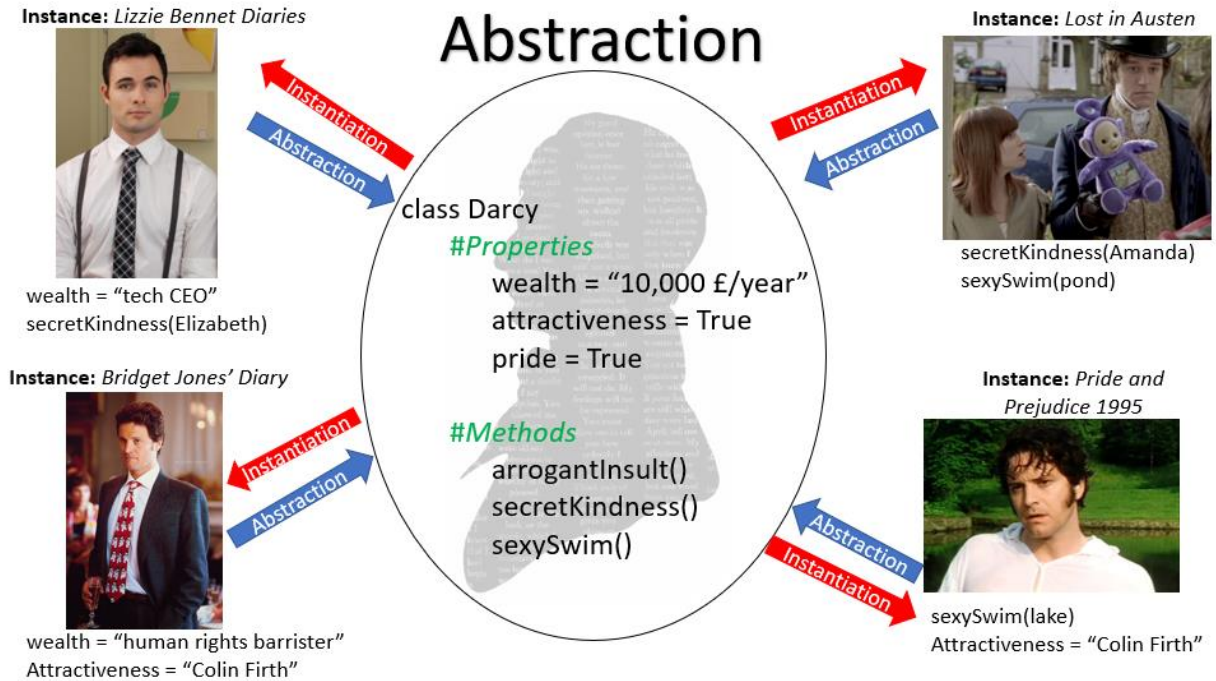 Abstraction
Instance: Lizzie Bennet Diaries
Instantiation
Abstraction
wealth = “tech CEO”
secretKindness(Elizabeth)
Instance: Lost in Austen
Instantiation
Abstraction
secretKindness(Amanda)
sexySwim(pond)
class Darcy
#Properties
wealth = “10,000 £/year”
attractiveness = True
pride = True
#Methods
arrogantInsult()
secretKindness()
sexySwim()
Instance: Bridget Jones’ Diary
Instantiation
Abstraction
wealth = “human rights barrister”
Attractiveness = “Colin Firth”
Instance: Pride and
Prejudice 1995
Abstraction
Instantiation
sexySwim(lake)
Attractiveness = “Colin Firth”